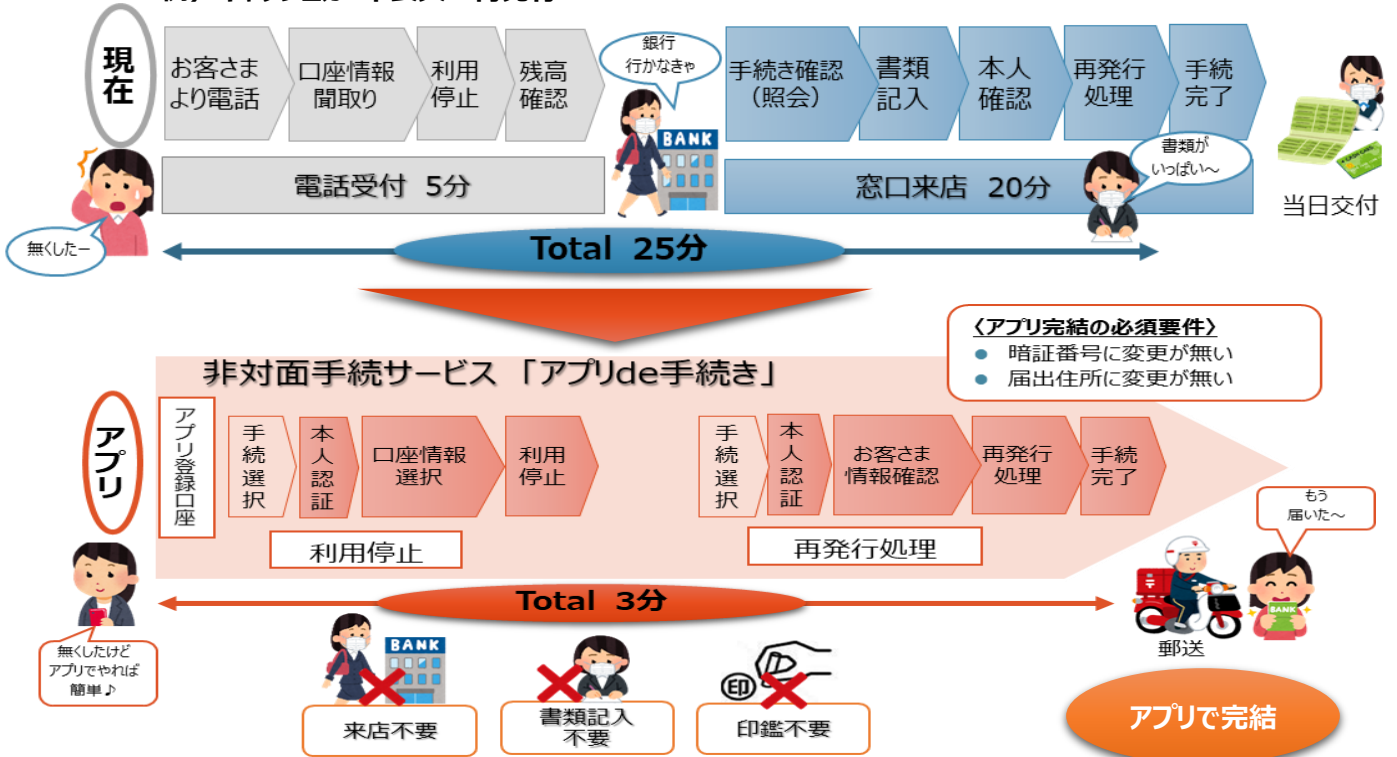 現在
お客さま
より電話
口座情報
聞取り
利用
停止
残高
確認
銀行
行かなきゃ
手続き確認
(照会)
書類
記入
本人
確認
再発行
処理
手続
完了
BANK
電話受付 5分
窓口来店 20分
書類が
いっぱい～
CASH CARD
当日交付
無くしたー
Total 25分
〈アプリ完結の必須要件〉
● 暗証番号に変更が無い
● 届出住所に変更が無い
非対面手続サービス 「アプリde手続き」
アプリ
アプリ登録口座
手続選択
本人認証
口座情報
選択
利用
停止
手続選択
本人認証
お客さま
情報確認
再発行
処理
手続
完了
利用停止
再発行処理
もう
届いた～
BANK
Total 3分
郵送
無くしたけど
アプリでやれば
簡単♪
BANK
印
来店不要
書類記入
不要
印鑑不要
アプリで完結